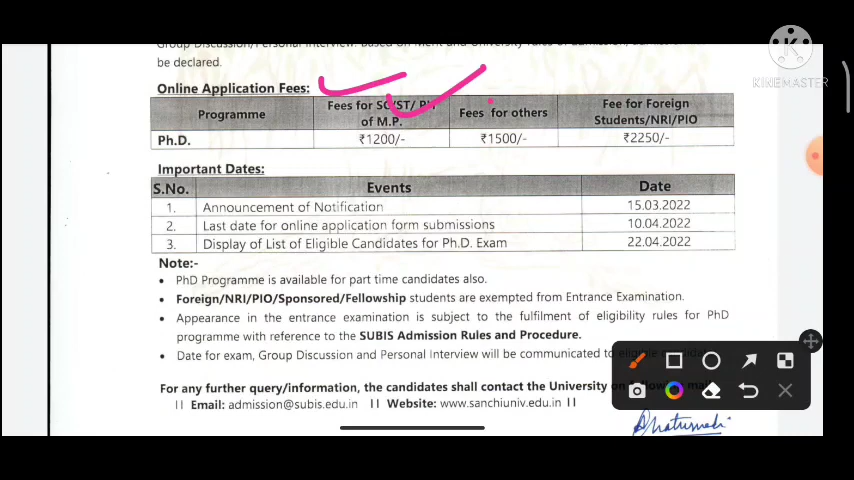 be declared.
Online Application Fees:
Programme Fees for SC/ST/ PH of M.P. Fees for others Fee for Foreign Students/NRI/PIO
Ph.D. ₹1200/- ₹1500/- ₹2250/-
Important Dates:
S.No. Events Date
1. Announcement of Notification 15.03.2022
2. Last date for online application form submissions 10.04.2022
3. Display of List of Eligible Candidates for Ph.D. Exam 22.04.2022
Note:-
• PhD Programme is available for part time candidates also.
• Foreign/NRI/PIO/Sponsored/Fellowship students are exempted from Entrance Examination.
• Appearance in the entrance examination is subject to the fulfilment of eligibility rules for PhD
programme with reference to the SUBIS Admission Rules and Procedure.
• Date for exam, Group Discussion and Personal Interview will be communicated to
For any further query/information, the candidates shall contact the University on
II Email: admission@subis.edu.in II Website: www.sanchiuniv.edu.in II
KINEMASTER